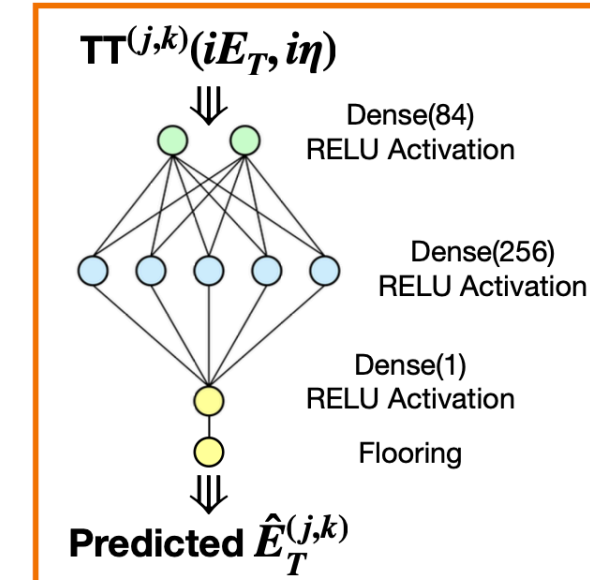 TT^(j,k)(iE_T, iη)
⇓
Dense(84)
RELU Activation
Dense(256)
RELU Activation
Dense(1)
RELU Activation
Flooring
⇓
Predicted Ê_T^(j,k)